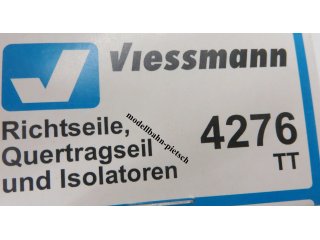 Viessmann
Richtseile,
Quertragseil
und Isolatoren
4276
TT
modellbahn-pietsch